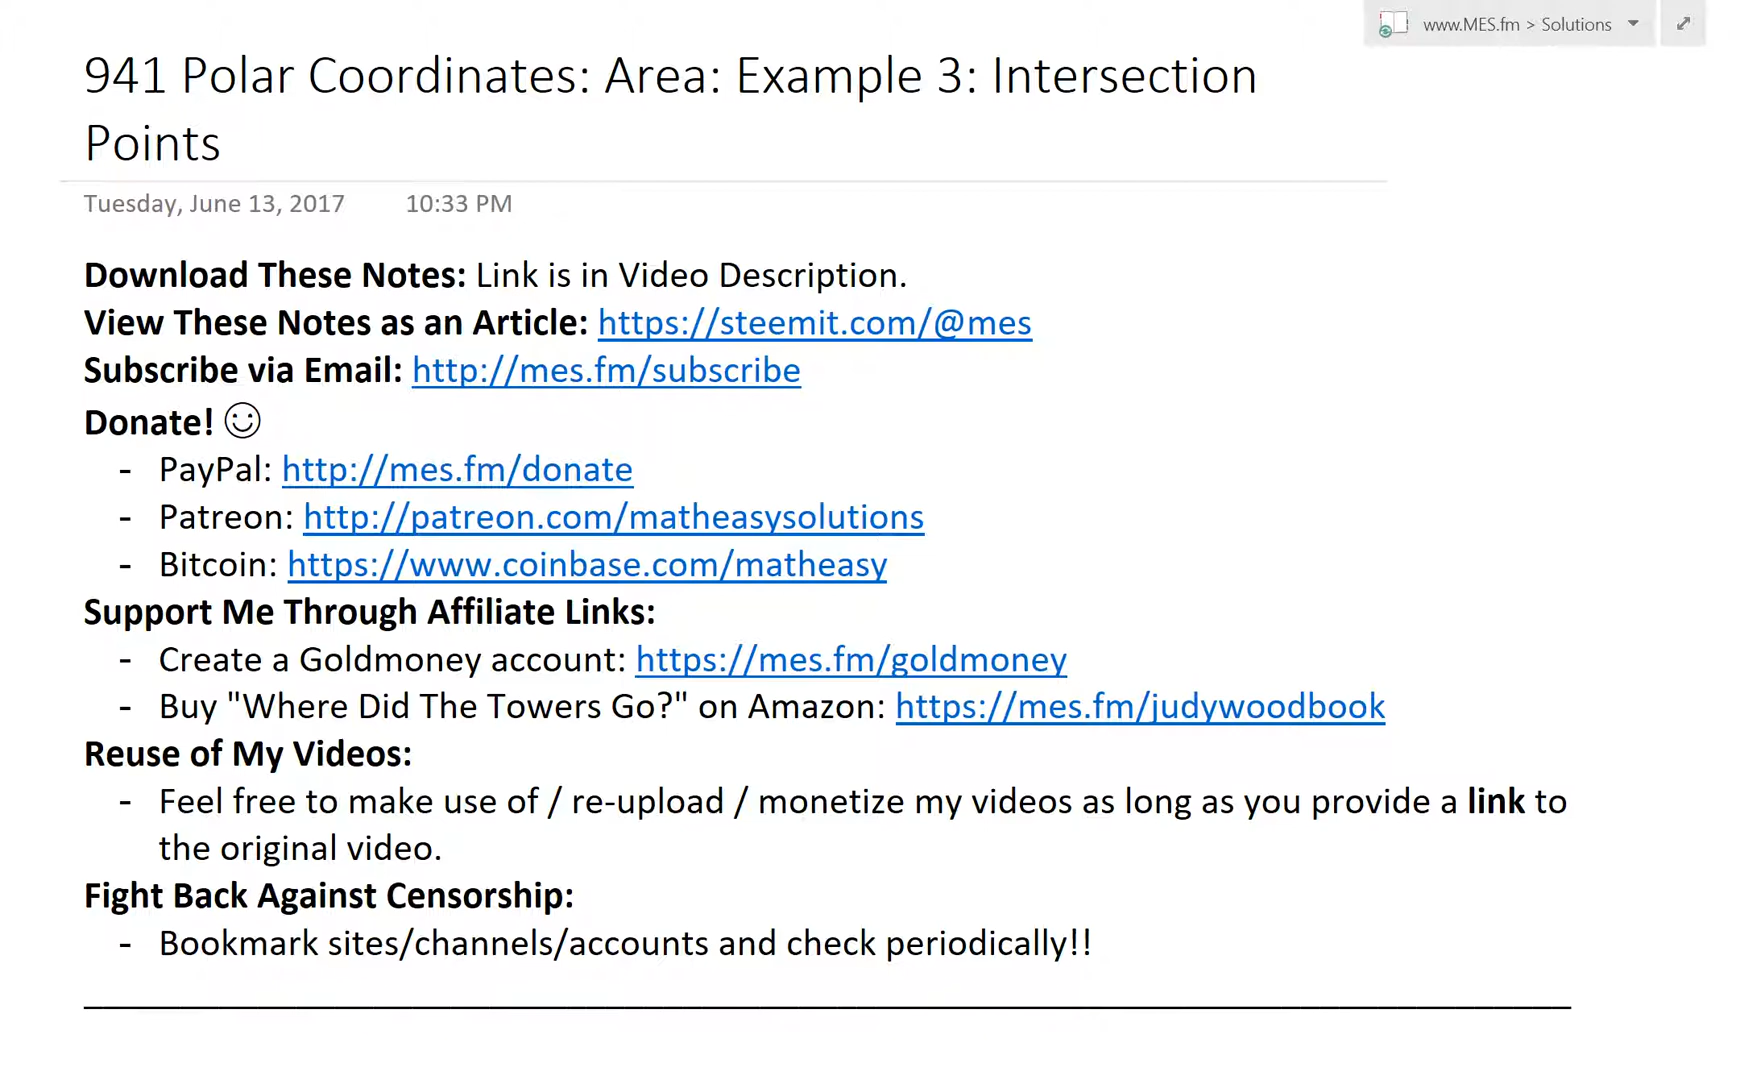 www.MES.fm > Solutions
941 Polar Coordinates: Area: Example 3: Intersection
Points
Tuesday, June 13, 2017 10:33 PM
Download These Notes: Link is in Video Description.
View These Notes as an Article: https://steemit.com/@mes
Subscribe via Email: http://mes.fm/subscribe
Donate! ☺
- PayPal: http://mes.fm/donate
- Patreon: http://patreon.com/matheasysolutions
- Bitcoin: https://www.coinbase.com/matheasy
Support Me Through Affiliate Links:
- Create a Goldmoney account: https://mes.fm/goldmoney
- Buy "Where Did The Towers Go?" on Amazon: https://mes.fm/judywoodbook
Reuse of My Videos:
- Feel free to make use of / re-upload / monetize my videos as long as you provide a link to
the original video.
Fight Back Against Censorship:
- Bookmark sites/channels/accounts and check periodically!!